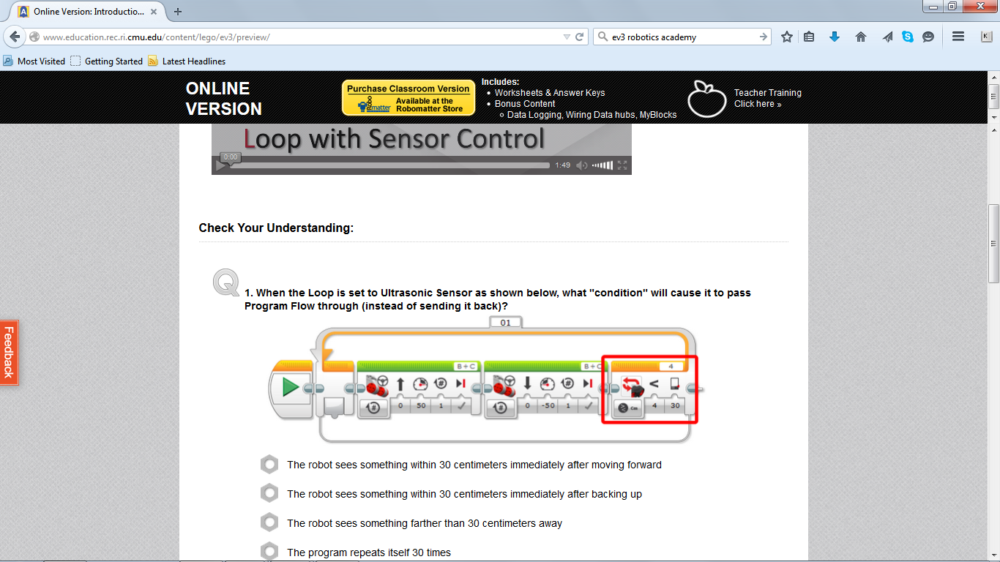 Online Version: Introductio...
www.education.rec.ri.cmu.edu/content/lego/ev3/preview/
ev3 robotics academy
Most Visited Getting Started Latest Headlines
ONLINE
VERSION
Purchase Classroom Version
Available at the
Robomatter Store
Includes:
Worksheets & Answer Keys
Bonus Content
Data Logging, Wiring Data hubs, MyBlocks
Teacher Training
Click here »
Loop with Sensor Control
0:00
1:49
Check Your Understanding:
Q
1. When the Loop is set to Ultrasonic Sensor as shown below, what "condition" will cause it to pass
Program Flow through (instead of sending it back)?
01
B + C B + C 4
<
# 0 50 1 # 0 -50 1 Cm 4 30
The robot sees something within 30 centimeters immediately after moving forward
The robot sees something within 30 centimeters immediately after backing up
The robot sees something farther than 30 centimeters away
The program repeats itself 30 times
Feedback